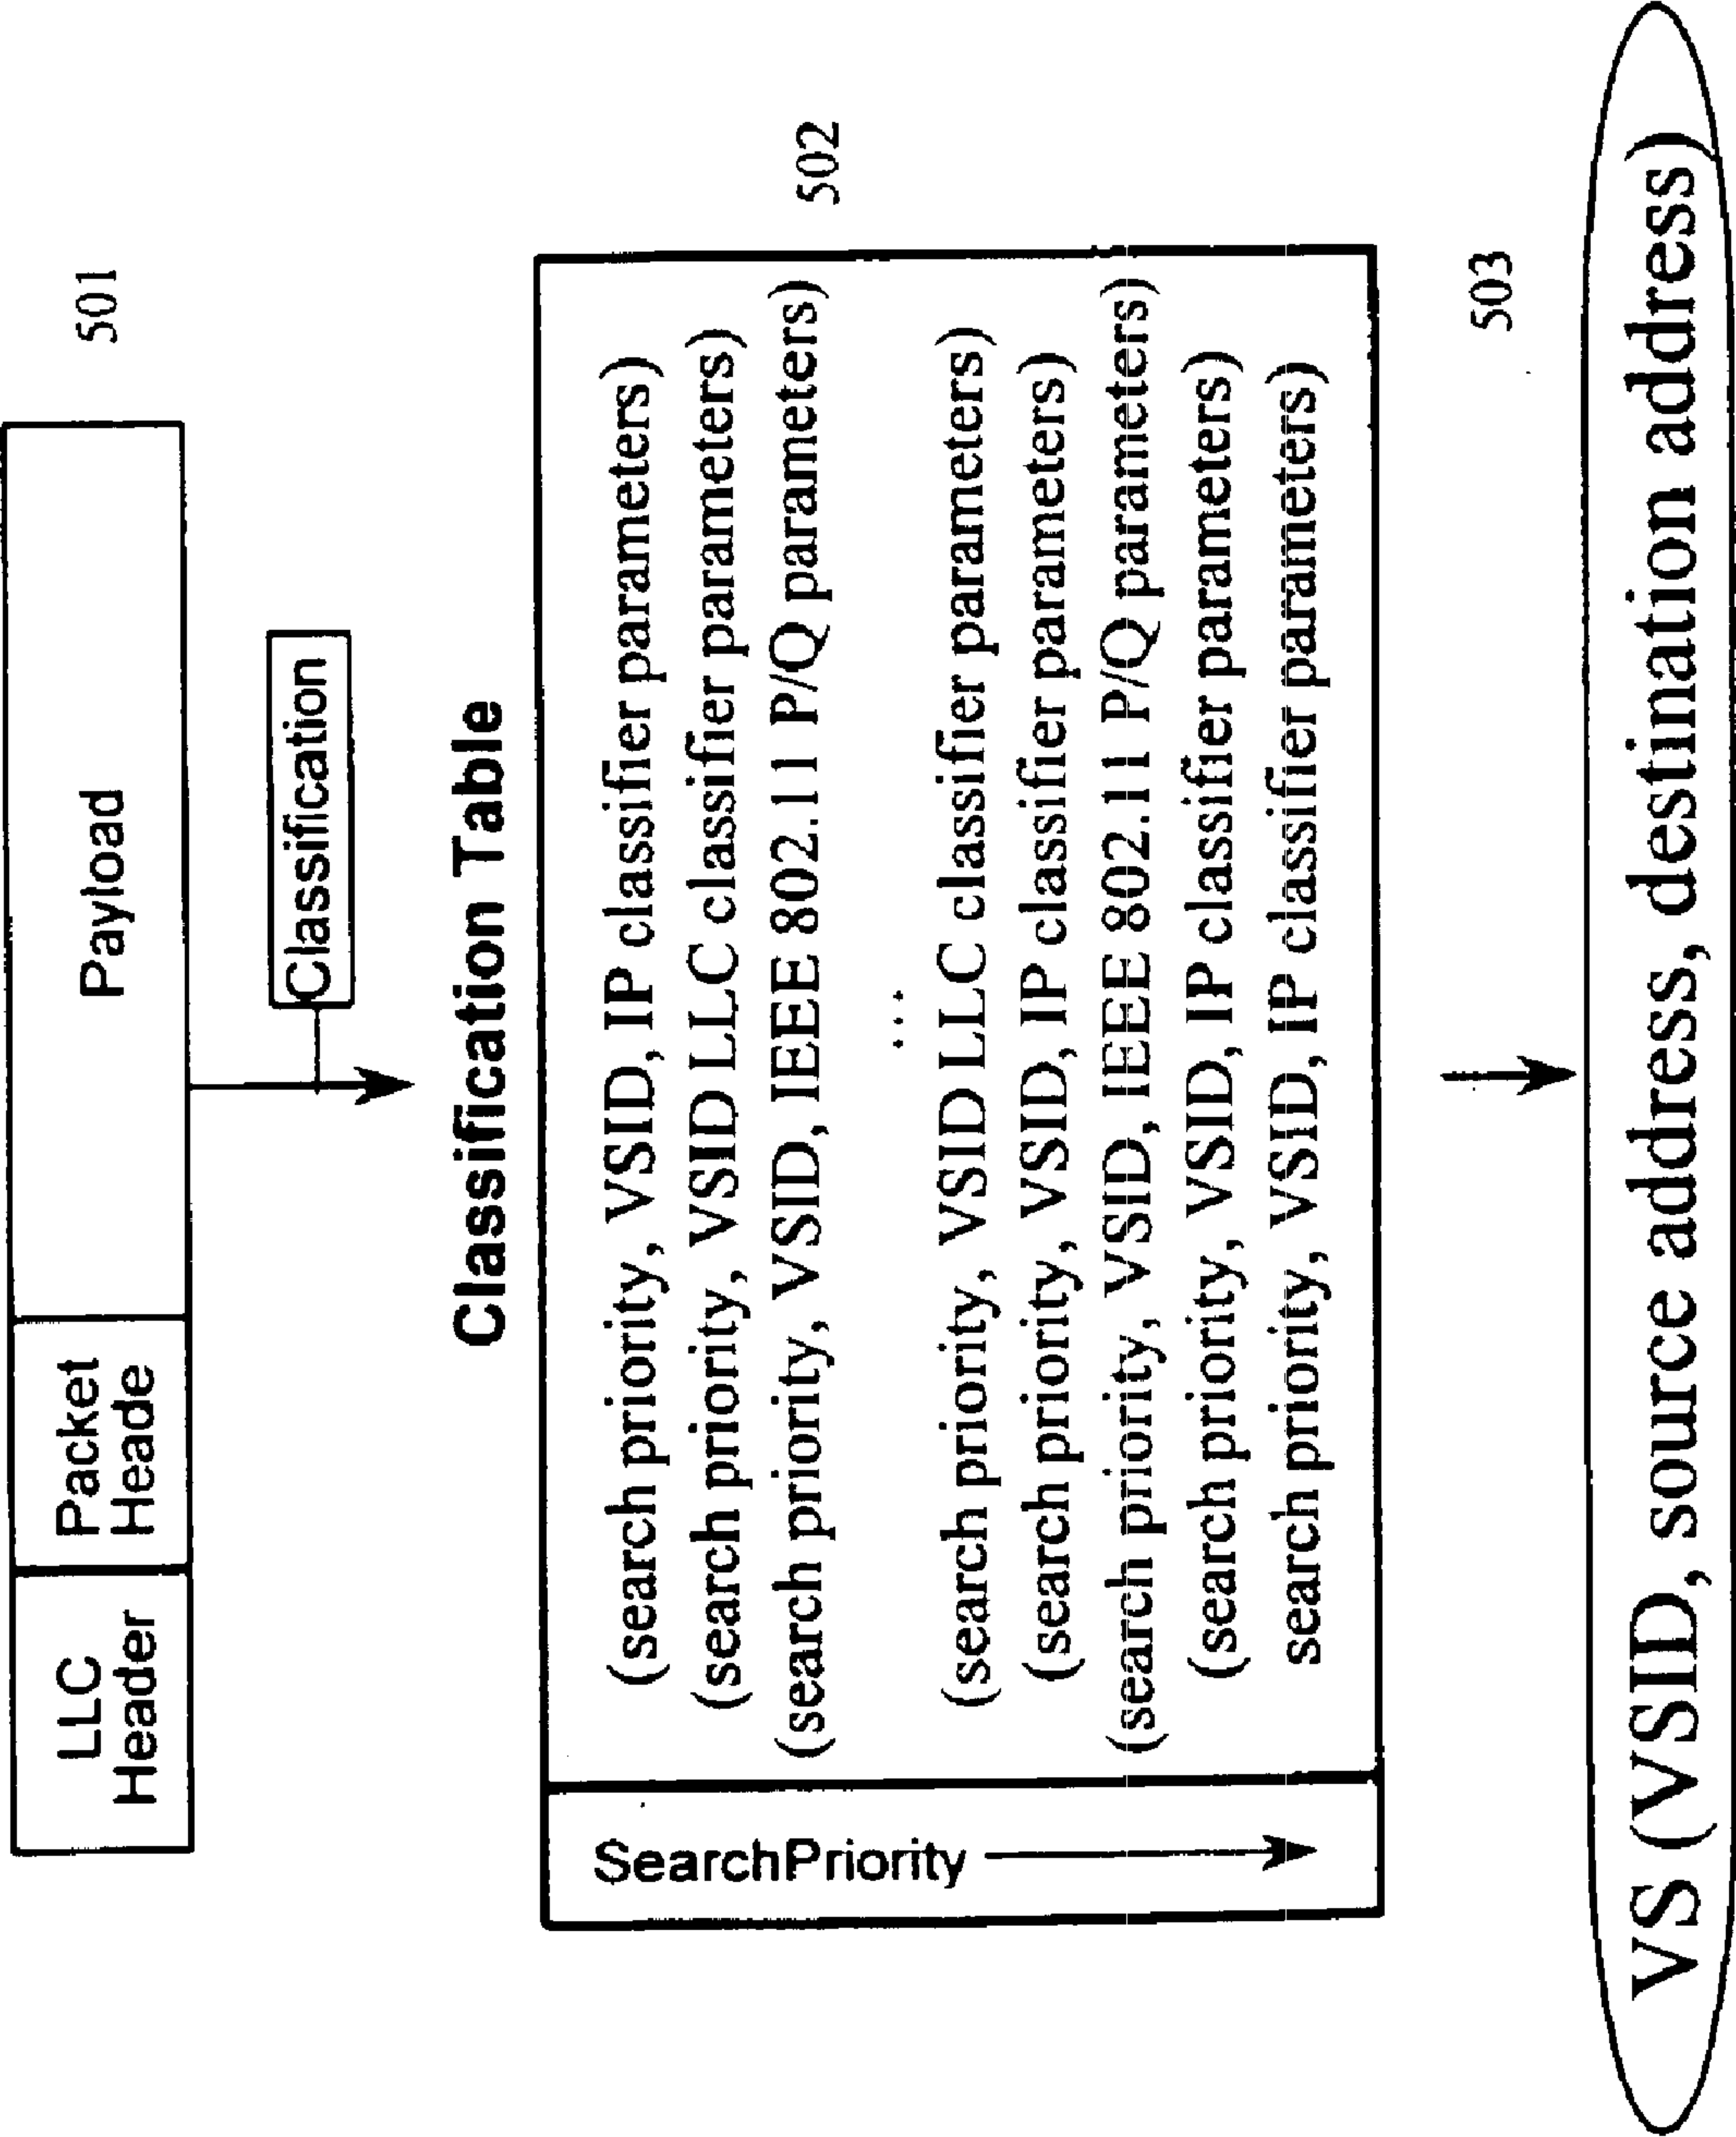 501
LLC
Header
Packet
Heade
Payload
Classification
Classification Table
502
SearchPriority
(search priority, VSID, IP classifier parameters)
(search priority, VSID LLC classifier parameters)
(search priority, VSID, IEEE 802.11 P/Q parameters)
...
(search priority, VSID LLC classifier parameters)
(search priority, VSID, IP classifier parameters)
(search priority, VSID, IEEE 802.11 P/Q parameters)
(search priority, VSID, IP classifier parameters)
search priority, VSID, IP classifier parameters)
503
VS (VSID, source address, destination address)